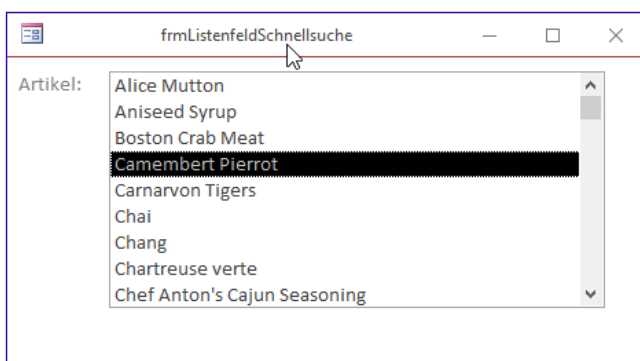 frmListenfeldSchnellsuche
Artikel:
Alice Mutton
Aniseed Syrup
Boston Crab Meat
Camembert Pierrot
Carnarvon Tigers
Chai
Chang
Chartreuse verte
Chef Anton's Cajun Seasoning